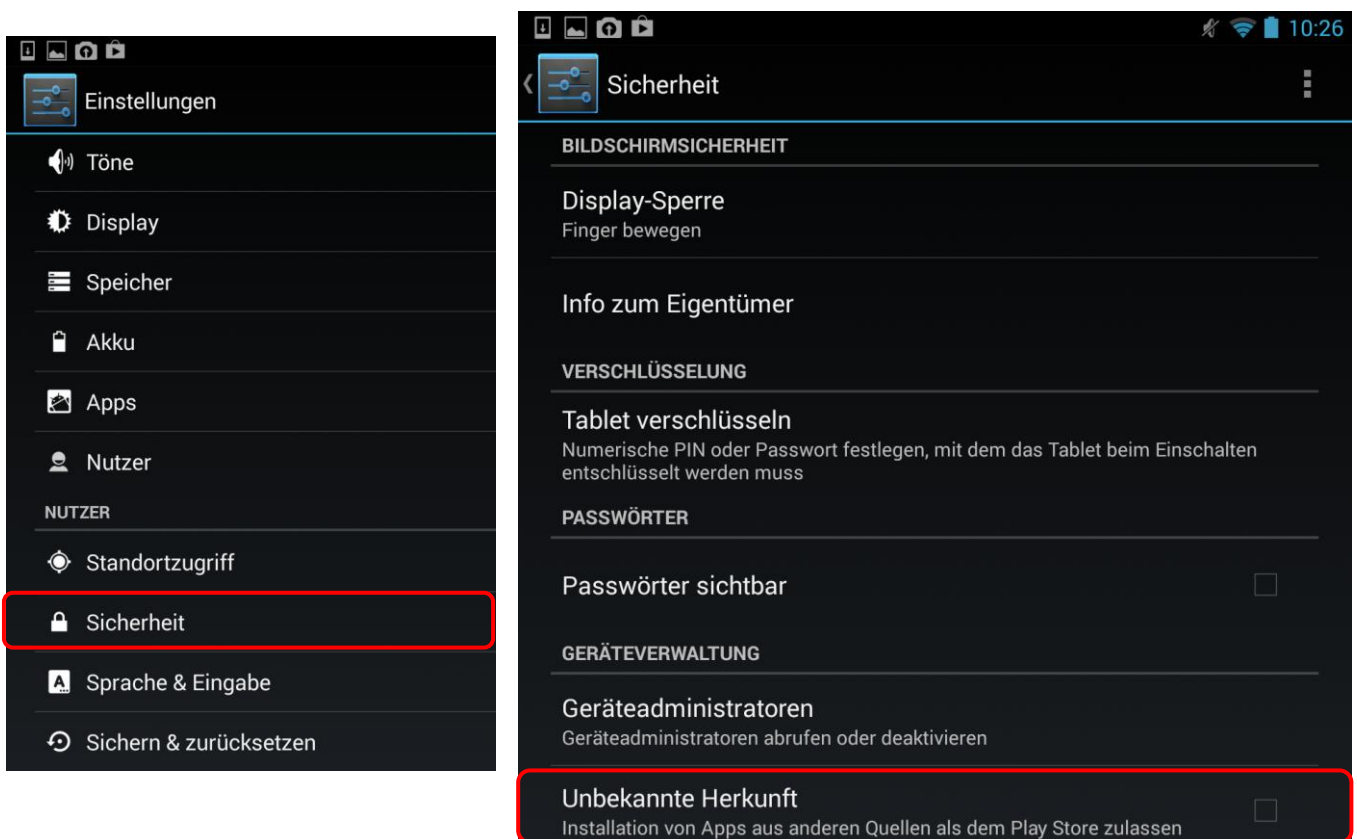 Einstellungen
Töne
Display
Speicher
Akku
Apps
Nutzer
NUTZER
Standortzugriff
Sicherheit
Sprache & Eingabe
Sichern & zurücksetzen
10:26
Sicherheit
BILDSCHIRMSICHERHEIT
Display-Sperre
Finger bewegen
Info zum Eigentümer
VERSCHLÜSSELUNG
Tablet verschlüsseln
Numerische PIN oder Passwort festlegen, mit dem das Tablet beim Einschalten
entschlüsselt werden muss
PASSWÖRTER
Passwörter sichtbar
GERÄTEVERWALTUNG
Geräteadministratoren
Geräteadministratoren abrufen oder deaktivieren
Unbekannte Herkunft
Installation von Apps aus anderen Quellen als dem Play Store zulassen